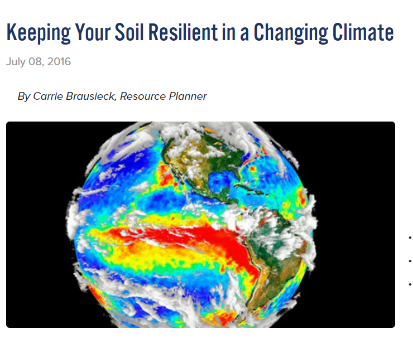 Keeping Your Soil Resilient in a Changing Climate
July 08, 2016
By Carrie Brausieck, Resource Planner